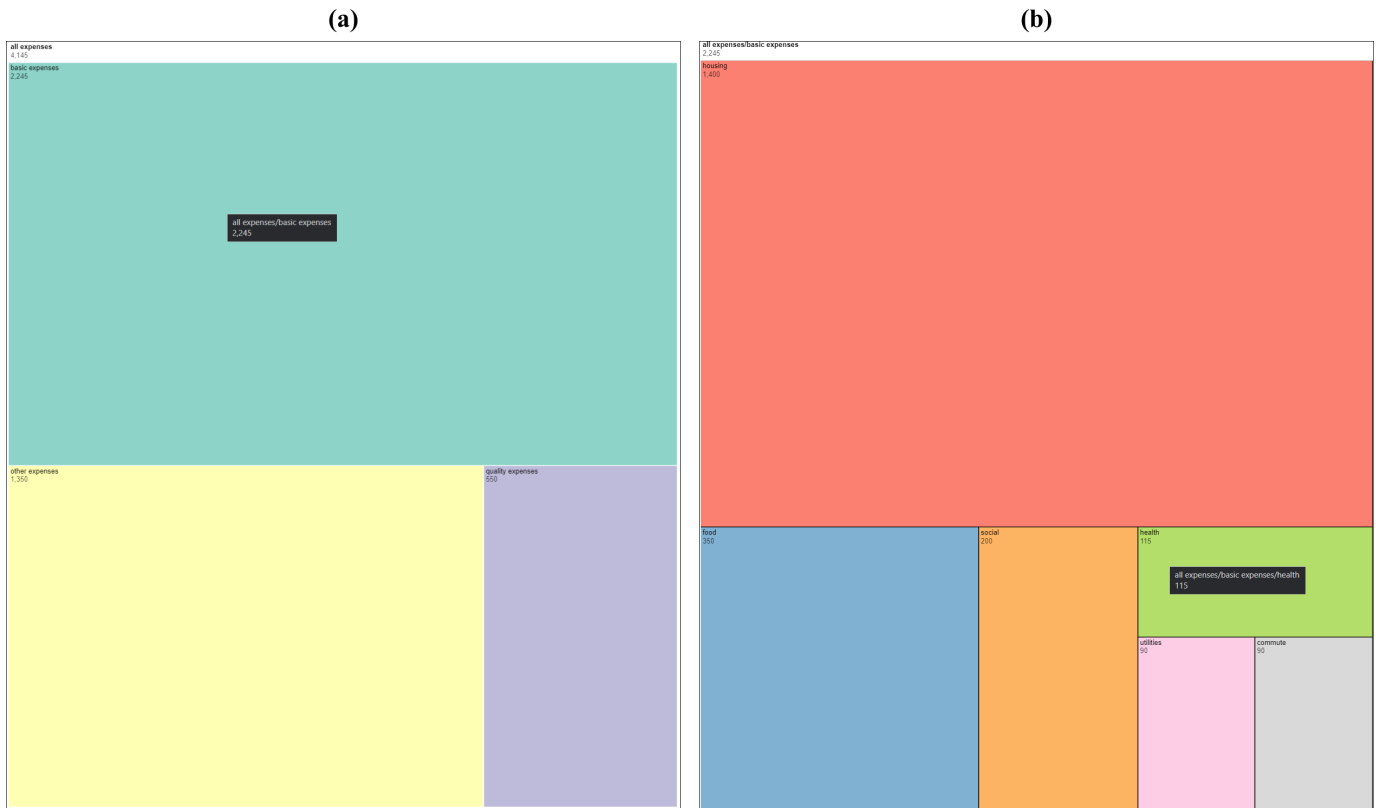 (a)
all expenses
4,145
basic expenses
2,245
all expenses/basic expenses
2,245
other expenses
1,350
quality expenses
550
(b)
all expenses/basic expenses
2,245
housing
1,400
food
350
social
200
health
115
all expenses/basic expenses/health
115
utilities
90
commute
90